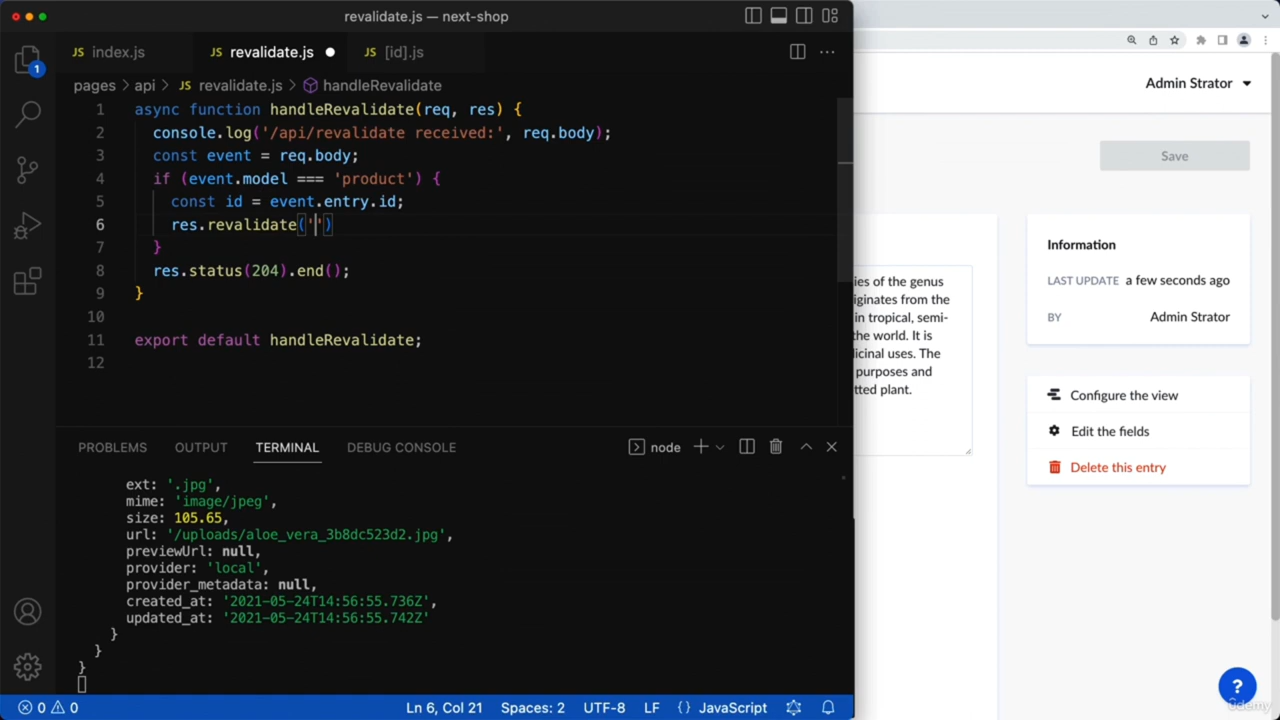 revalidate.js — next-shop
JS index.js
JS revalidate.js
JS [id].js
1
pages > api > JS revalidate.js > handleRevalidate
1 async function handleRevalidate(req, res) {
2 console.log('/api/revalidate received:', req.body);
3 const event = req.body;
4 if (event.model === 'product') {
5 const id = event.entry.id;
6 res.revalidate('')
7 }
8 res.status(204).end();
9 }
10
11 export default handleRevalidate;
12
PROBLEMS OUTPUT TERMINAL DEBUG CONSOLE
node
ext: '.jpg',
mime: 'image/jpeg',
size: 105.65,
url: '/uploads/aloe_vera_3b8dc523d2.jpg',
previewUrl: null,
provider: 'local',
provider_metadata: null,
created_at: '2021-05-24T14:56:55.736Z',
updated_at: '2021-05-24T14:56:55.742Z'
}
}
}
0 0 Ln 6, Col 21 Spaces: 2 UTF-8 LF {} JavaScript
Admin Strator
Save
ies of the genus
iginates from the
in tropical, semi-
the world. It is
dicinal uses. The
purposes and
tted plant.
Information
LAST UPDATE a few seconds ago
BY Admin Strator
Configure the view
Edit the fields
Delete this entry
?
ûdemy